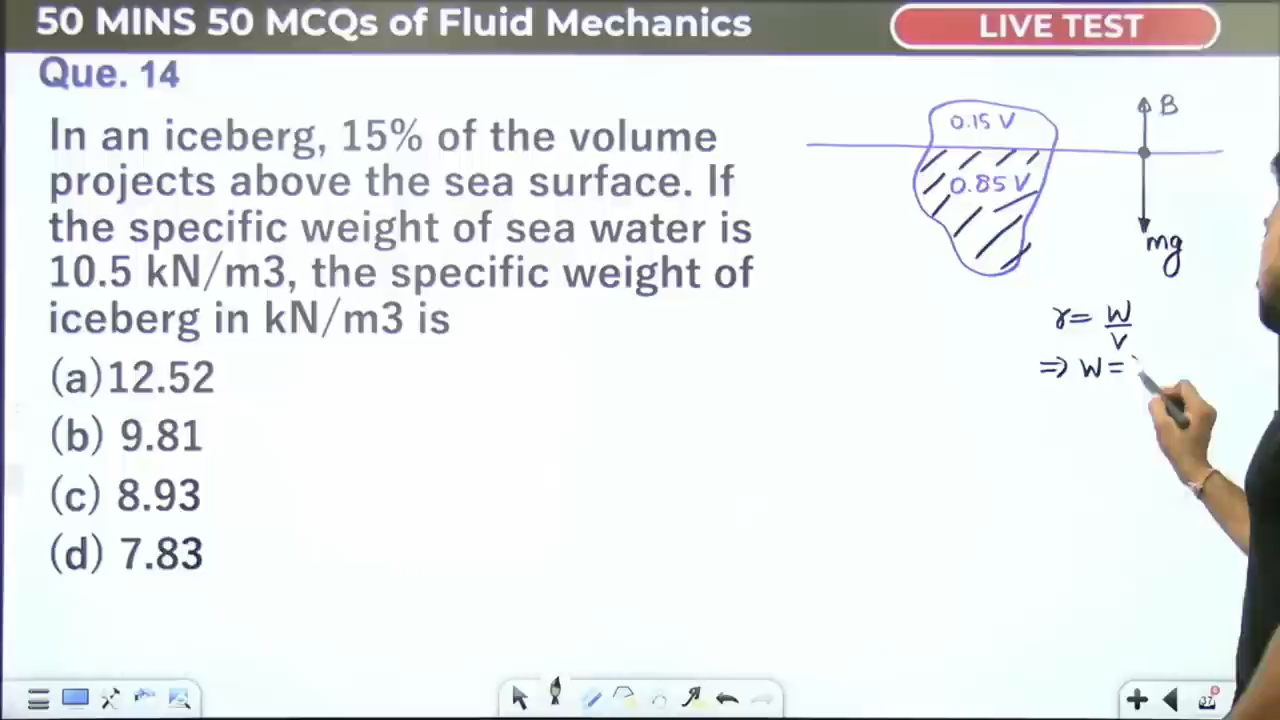 50 MINS 50 MCQs of Fluid Mechanics
LIVE TEST
Que. 14
In an iceberg, 15% of the volume
projects above the sea surface. If
the specific weight of sea water is
10.5 kN/m3, the specific weight of
iceberg in kN/m3 is
(a)12.52
(b) 9.81
(c) 8.93
(d) 7.83
0.15 V
0.85 V
B
mg
γ = W/V
⇒ W =